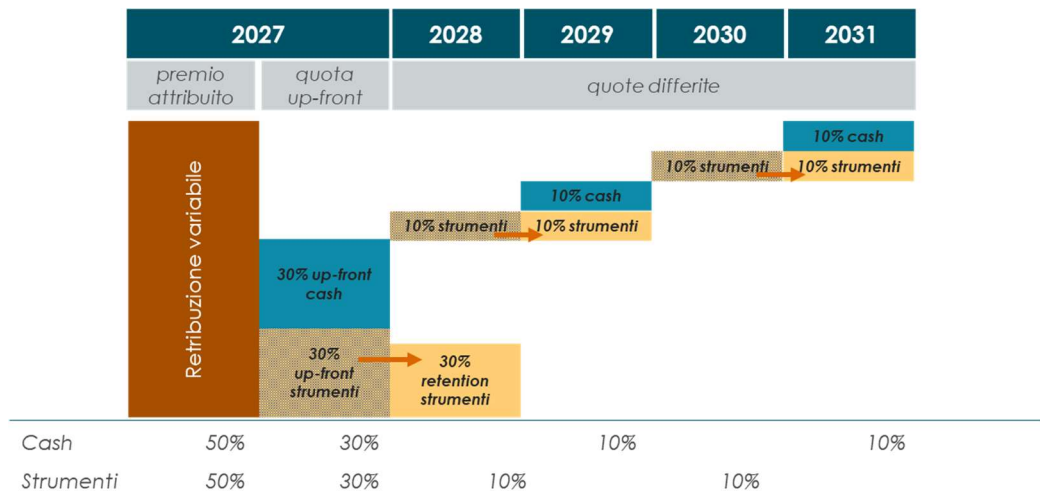 2027 2028 2029 2030 2031
premio attribuito
quota up-front
quote differite
Retribuzione variabile
10% cash
10% strumenti
10% strumenti
10% cash
10% strumenti
10% strumenti
30% up-front
cash
30%
up-front
strumenti
30%
retention
strumenti
Cash 50% 30% 10% 10%
Strumenti 50% 30% 10% 10%